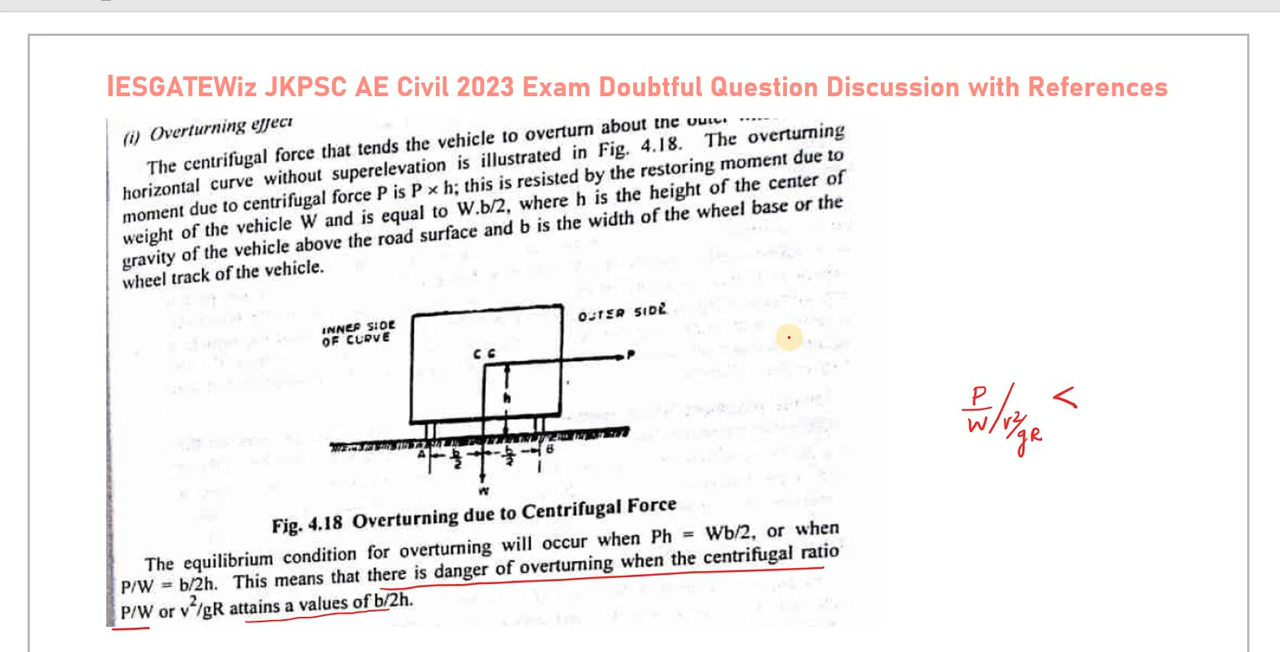 IESGATEWiz JKPSC AE Civil 2023 Exam Doubtful Question Discussion with References
(i) Overturning effect
The centrifugal force that tends the vehicle to overturn about the outer
horizontal curve without superelevation is illustrated in Fig. 4.18. The overturning
moment due to centrifugal force P is P × h; this is resisted by the restoring moment due to
weight of the vehicle W and is equal to W.b/2, where h is the height of the center of
gravity of the vehicle above the road surface and b is the width of the wheel base or the
wheel track of the vehicle.
INNER SIDE
OF CURVE
OUTER SIDE
CG
P
h
A b/2 b/2 B
W
P/W / v²/gR <
Fig. 4.18 Overturning due to Centrifugal Force
The equilibrium condition for overturning will occur when Ph = Wb/2, or when
P/W = b/2h. This means that there is danger of overturning when the centrifugal ratio
P/W or v²/gR attains a values of b/2h.